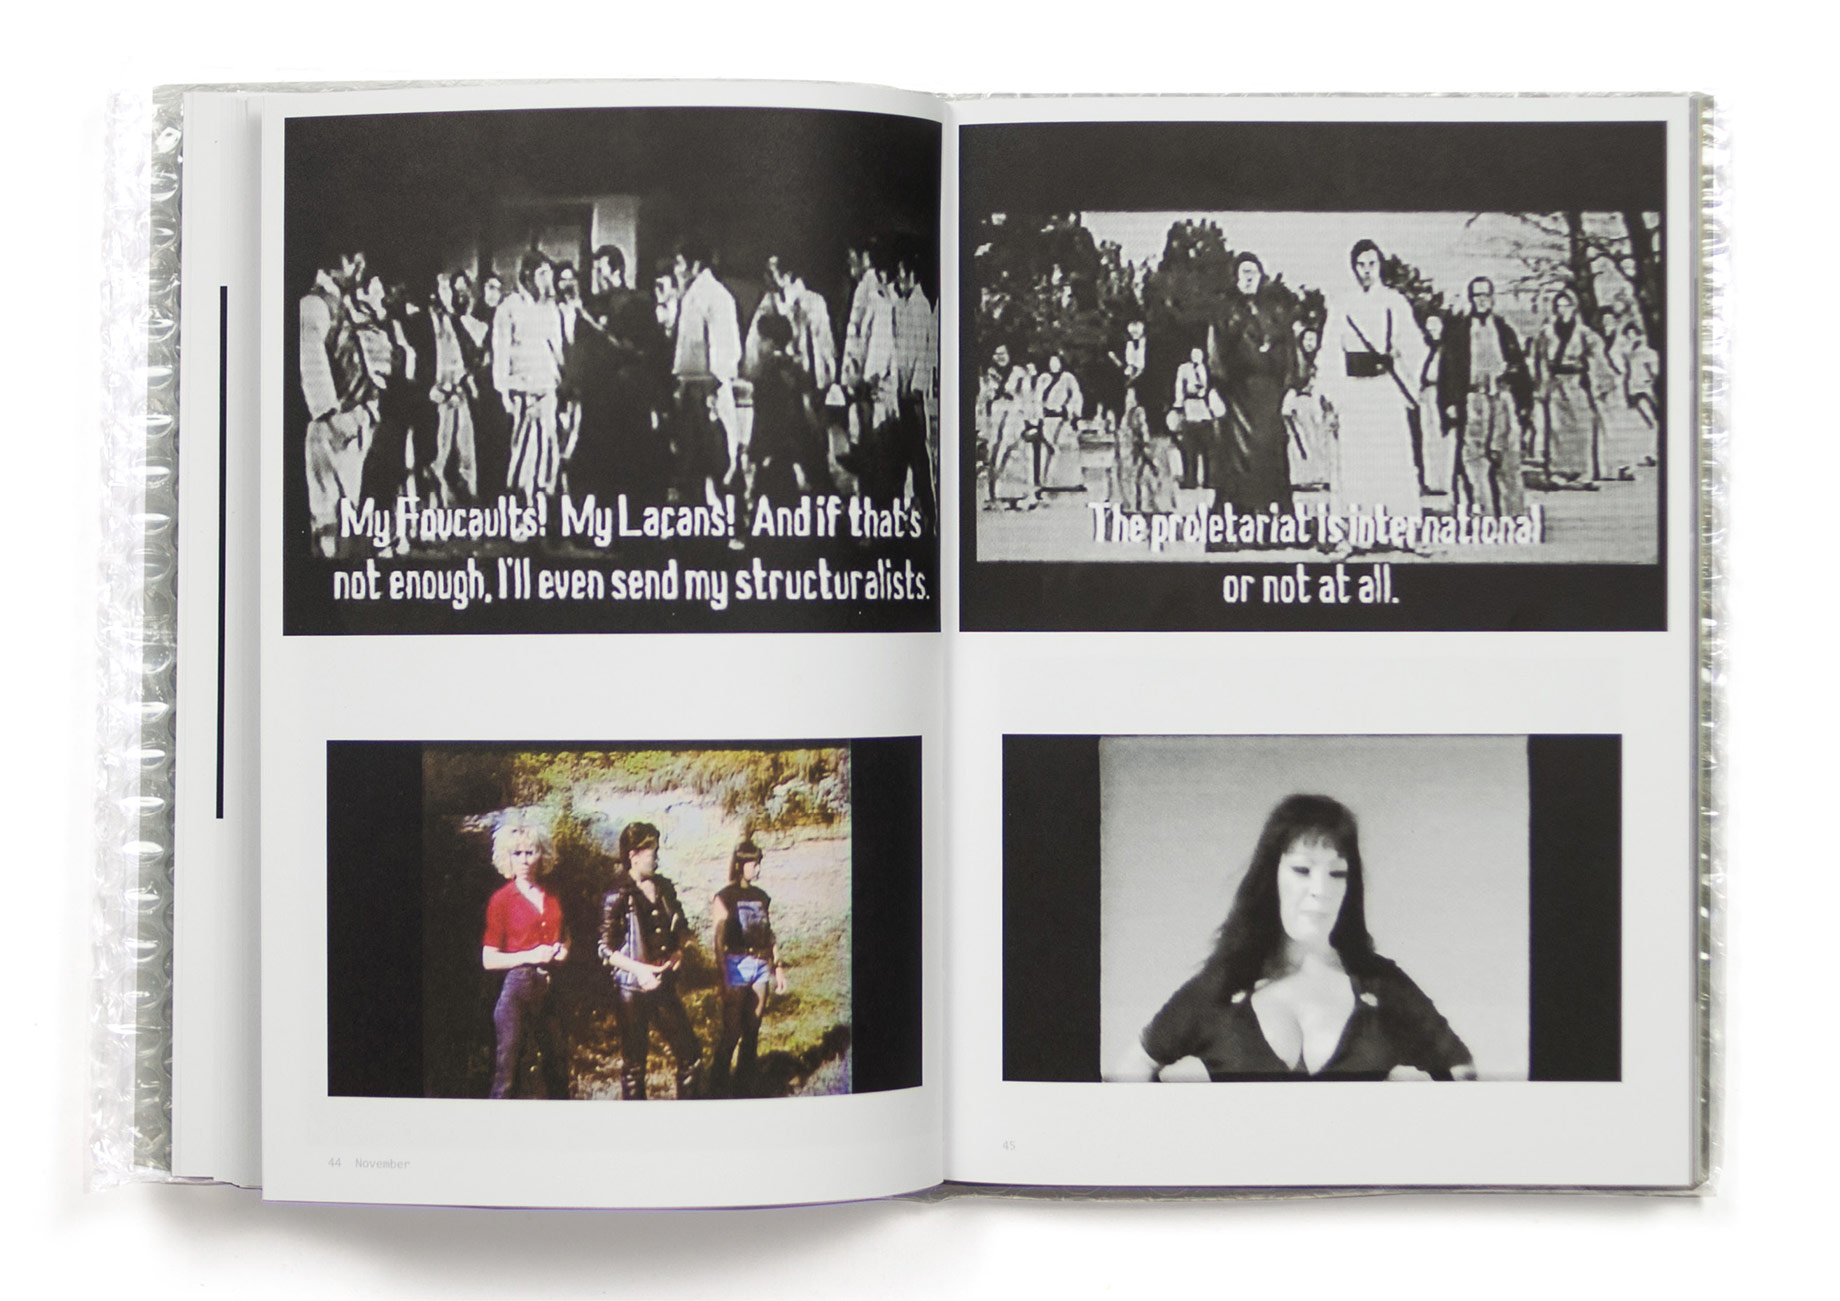 My Foucaults! My Lacans! And if that's
not enough, I'll even send my structuralists.
The proletariat is international
or not at all.
44 November
45